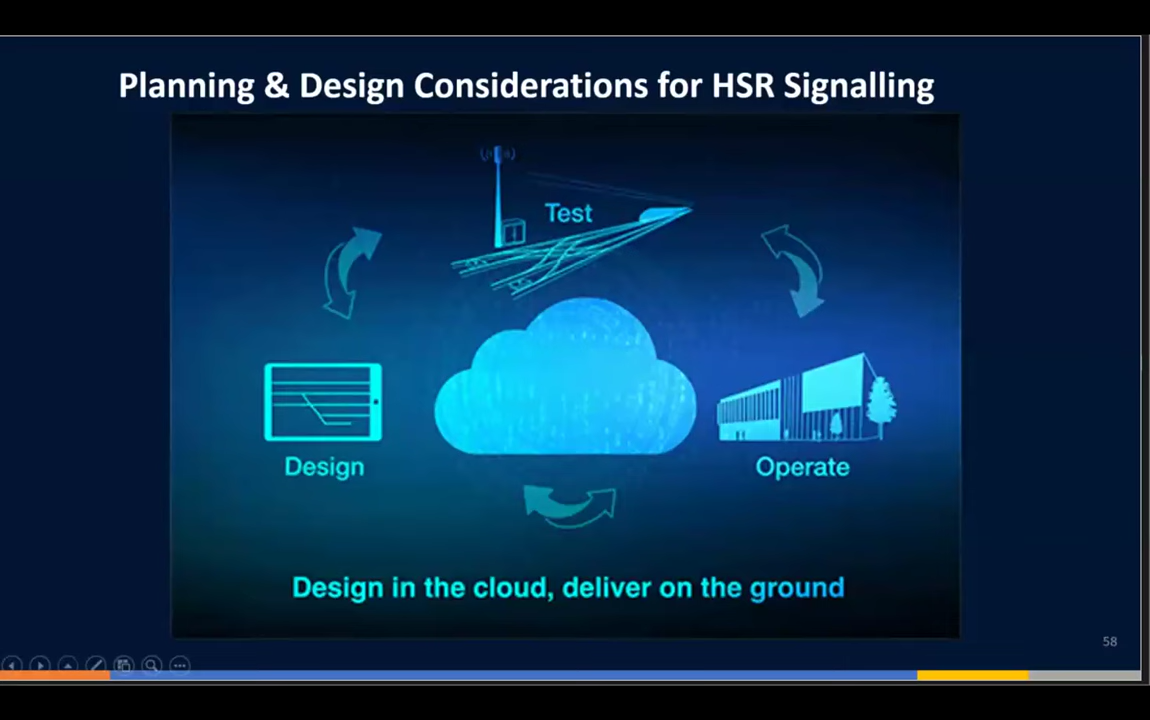 Planning & Design Considerations for HSR Signalling
Test
Design
Operate
Design in the cloud, deliver on the ground
58